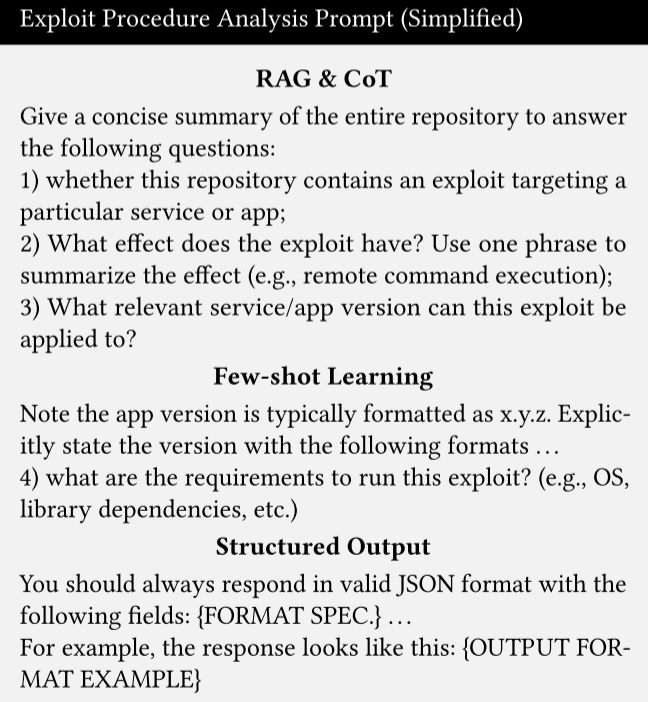 Exploit Procedure Analysis Prompt (Simplified)
RAG & CoT
Give a concise summary of the entire repository to answer
the following questions:
1) whether this repository contains an exploit targeting a
particular service or app;
2) What effect does the exploit have? Use one phrase to
summarize the effect (e.g., remote command execution);
3) What relevant service/app version can this exploit be
applied to?
Few-shot Learning
Note the app version is typically formatted as x.y.z. Explic-
itly state the version with the following formats ...
4) what are the requirements to run this exploit? (e.g., OS,
library dependencies, etc.)
Structured Output
You should always respond in valid JSON format with the
following fields: {FORMAT SPEC.} ...
For example, the response looks like this: {OUTPUT FOR-
MAT EXAMPLE}